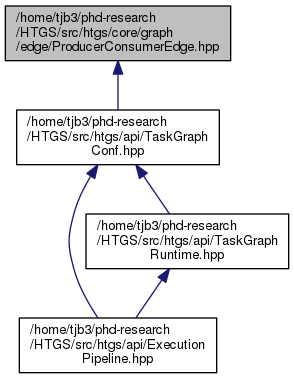 /home/tjb3/phd-research
/HTGS/src/htgs/core/graph
/edge/ProducerConsumerEdge.hpp
/home/tjb3/phd-research
/HTGS/src/htgs/api/TaskGraph
Conf.hpp
/home/tjb3/phd-research
/HTGS/src/htgs/api/TaskGraph
Runtime.hpp
/home/tjb3/phd-research
/HTGS/src/htgs/api/Execution
Pipeline.hpp